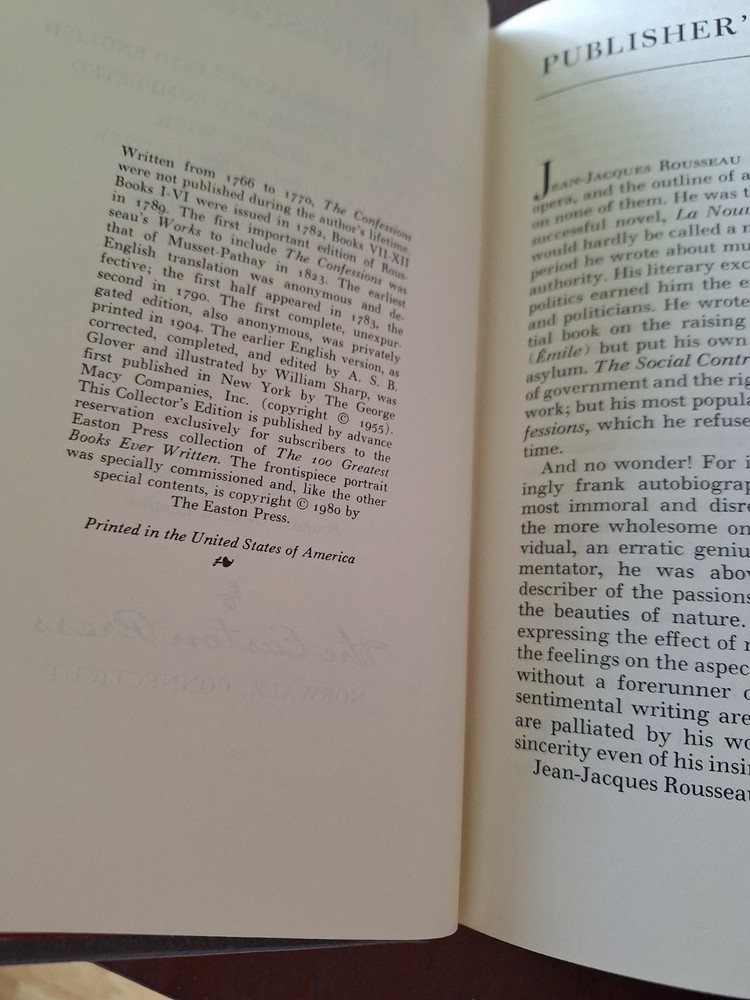 Written from 1766 to 1770, The Confessions
were not published during the author's lifetime.
Books I-VI were issued in 1782, Books VII-XII
in 1789. The first important edition of Rous-
seau's Works to include The Confessions was
that of Musset-Pathay in 1823. The earliest
English translation was anonymous and de-
fective; the first half appeared in 1783, the
second in 1790. The first complete, unexpur-
gated edition, also anonymous, was privately
printed in 1904. The earlier English version, as
corrected, completed, and edited by A. S. B.
Glover and illustrated by William Sharp, was
first published in New York by The George
Macy Companies, Inc. (copyright © 1955).
This Collector's Edition is published by advance
reservation exclusively for subscribers to the
Easton Press collection of The 100 Greatest
Books Ever Written. The frontispiece portrait
was specially commissioned and, like the other
special contents, is copyright © 1980 by
The Easton Press.
Printed in the United States of America
The Easton Press
NORWALK, CONNECTICUT
PUBLISHER'
JEAN-JACQUES ROUSSEAU
opera, and the outline of a
on none of them. He was t
successful novel, La Nou
would hardly be called a
period he wrote about mu
authority. His literary exc
politics earned him the e
and politicians. He wrote
tial book on the raising
(Émile) but put his own
asylum. The Social Contr
of government and the rig
work; but his most popula
fessions, which he refuse
time.
And no wonder! For i
ingly frank autobiograp
most immoral and disre
the more wholesome on
vidual, an erratic geniu
mentator, he was abov
describer of the passions
the beauties of nature.
expressing the effect of
the feelings on the aspec
without a forerunner
sentimental writing are
are palliated by his wo
sincerity even of his insi
Jean-Jacques Rousseau